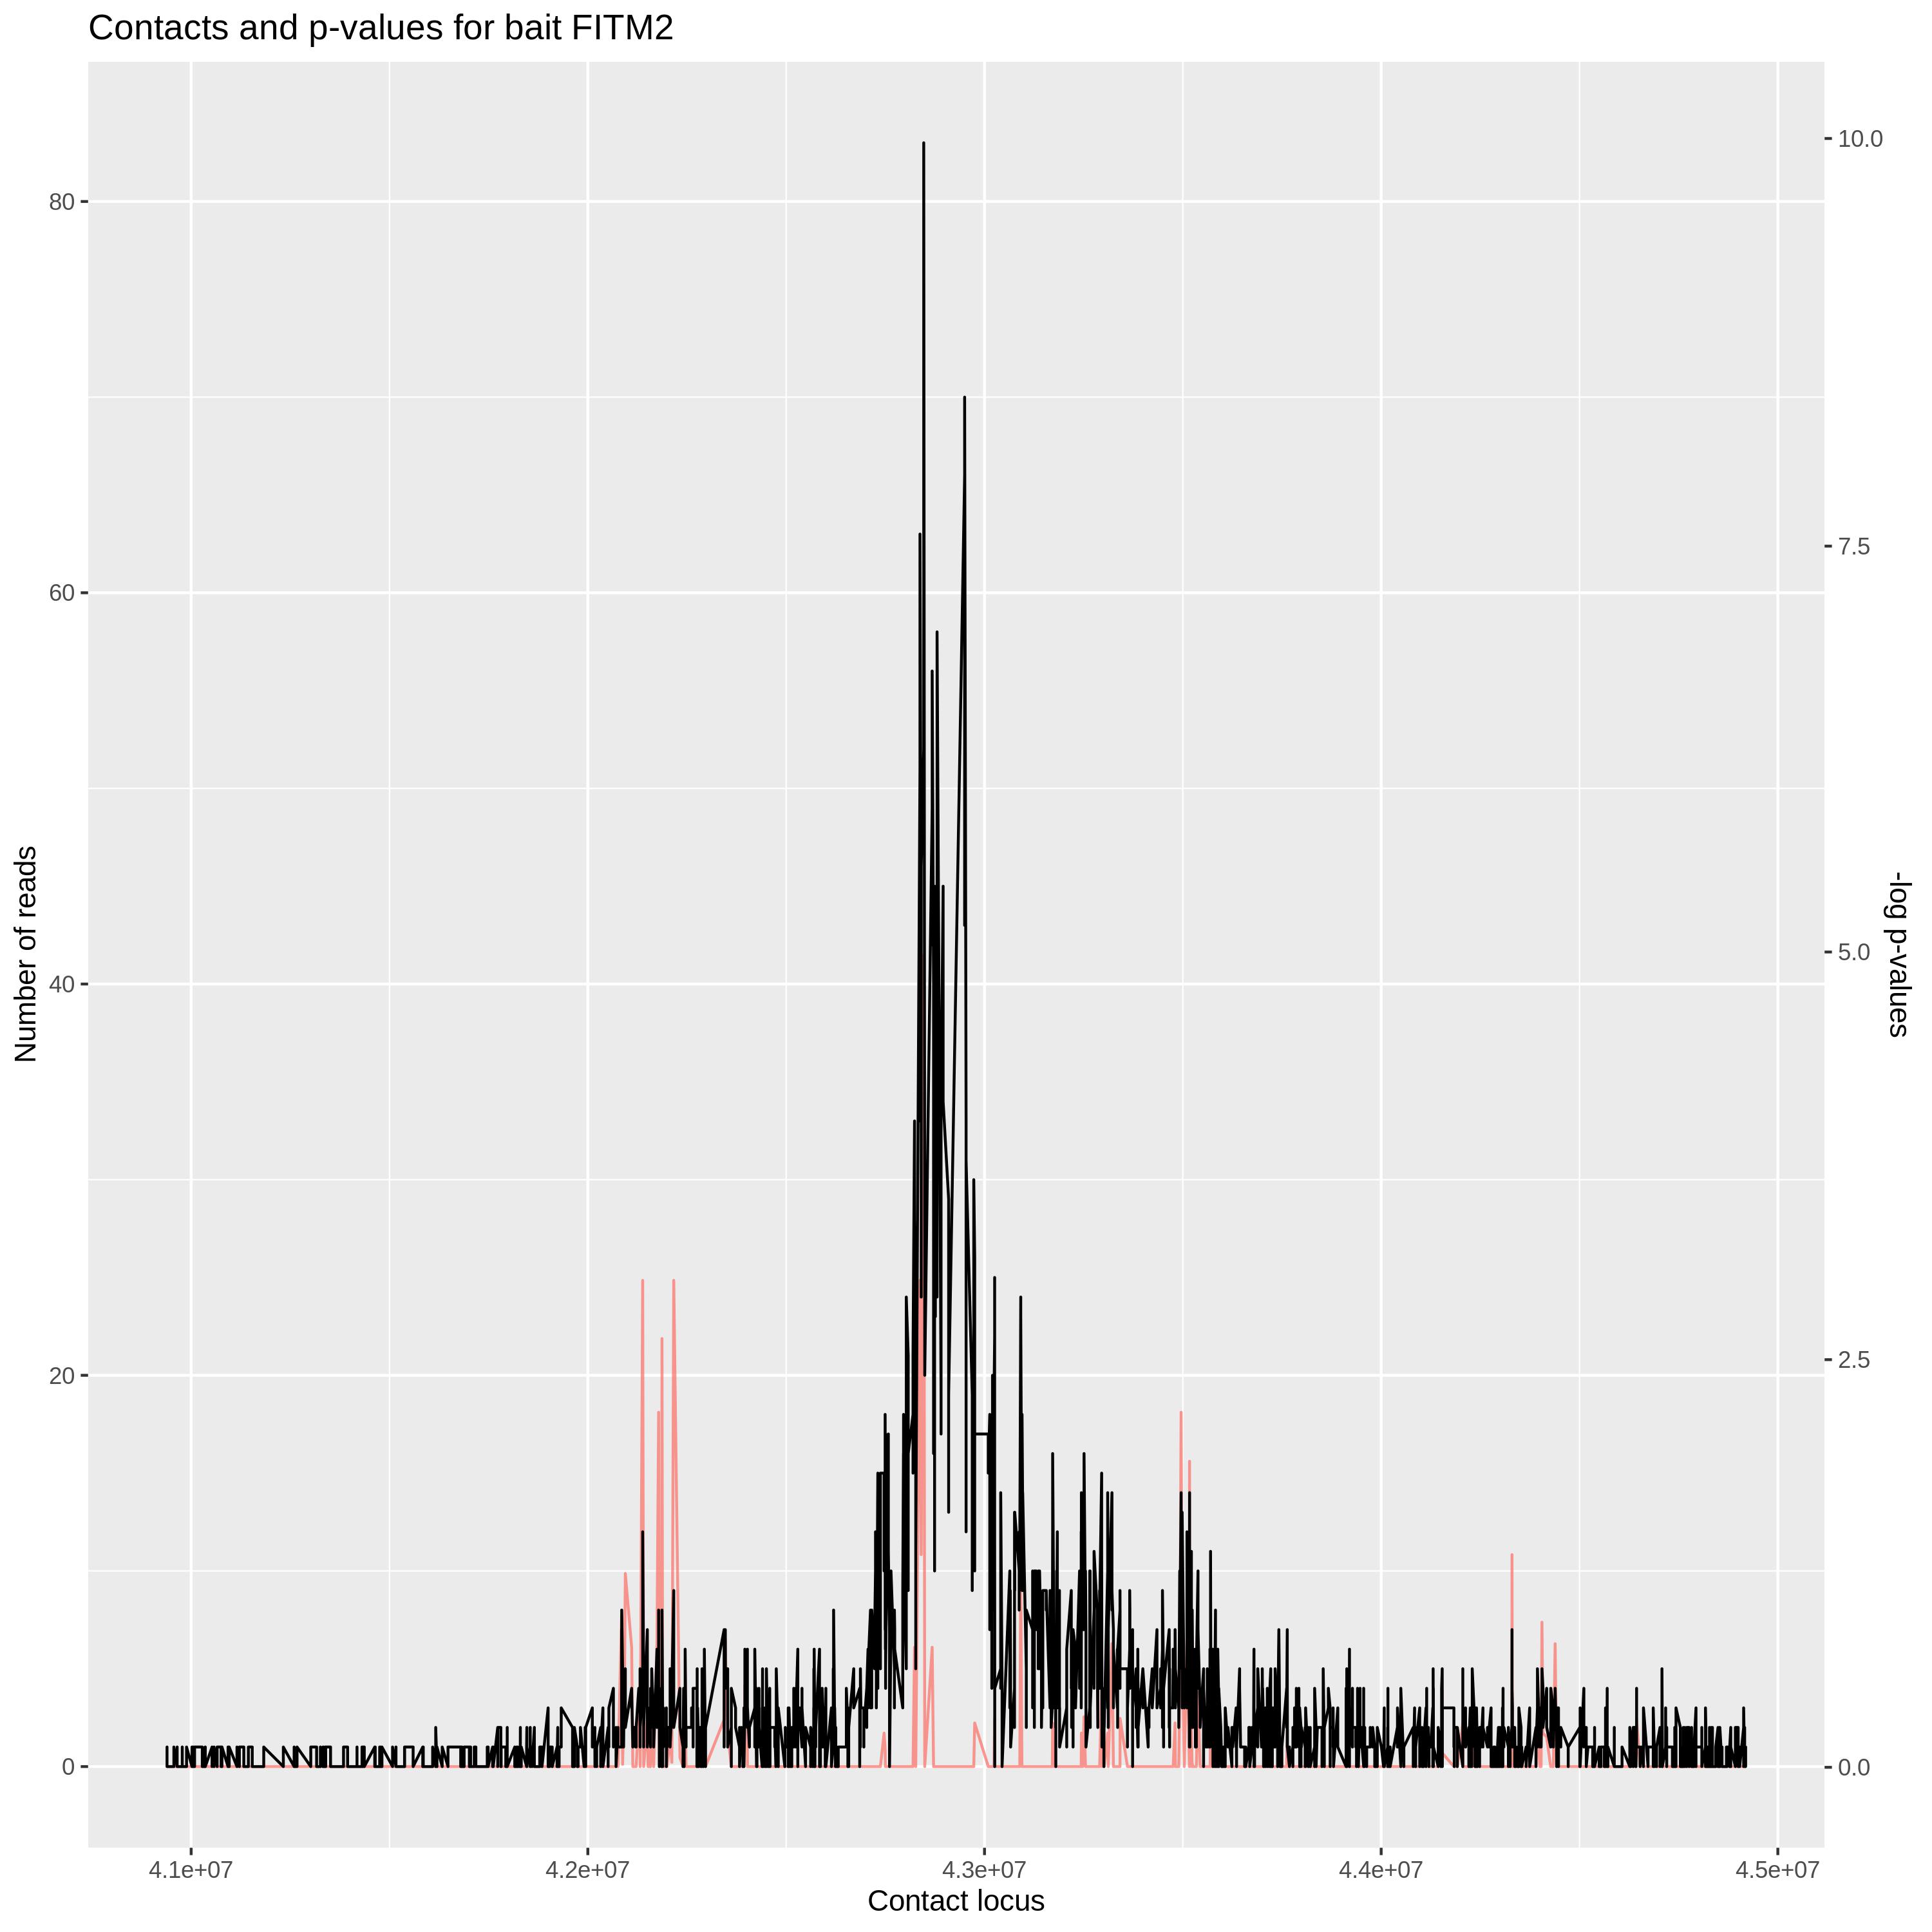 Contacts and p-values for bait FITM2
Number of reads
80
60
40
20
0
10.0
7.5
5.0
2.5
0.0
-log p-values
4.1e+07
4.2e+07
4.3e+07
4.4e+07
4.5e+07
Contact locus